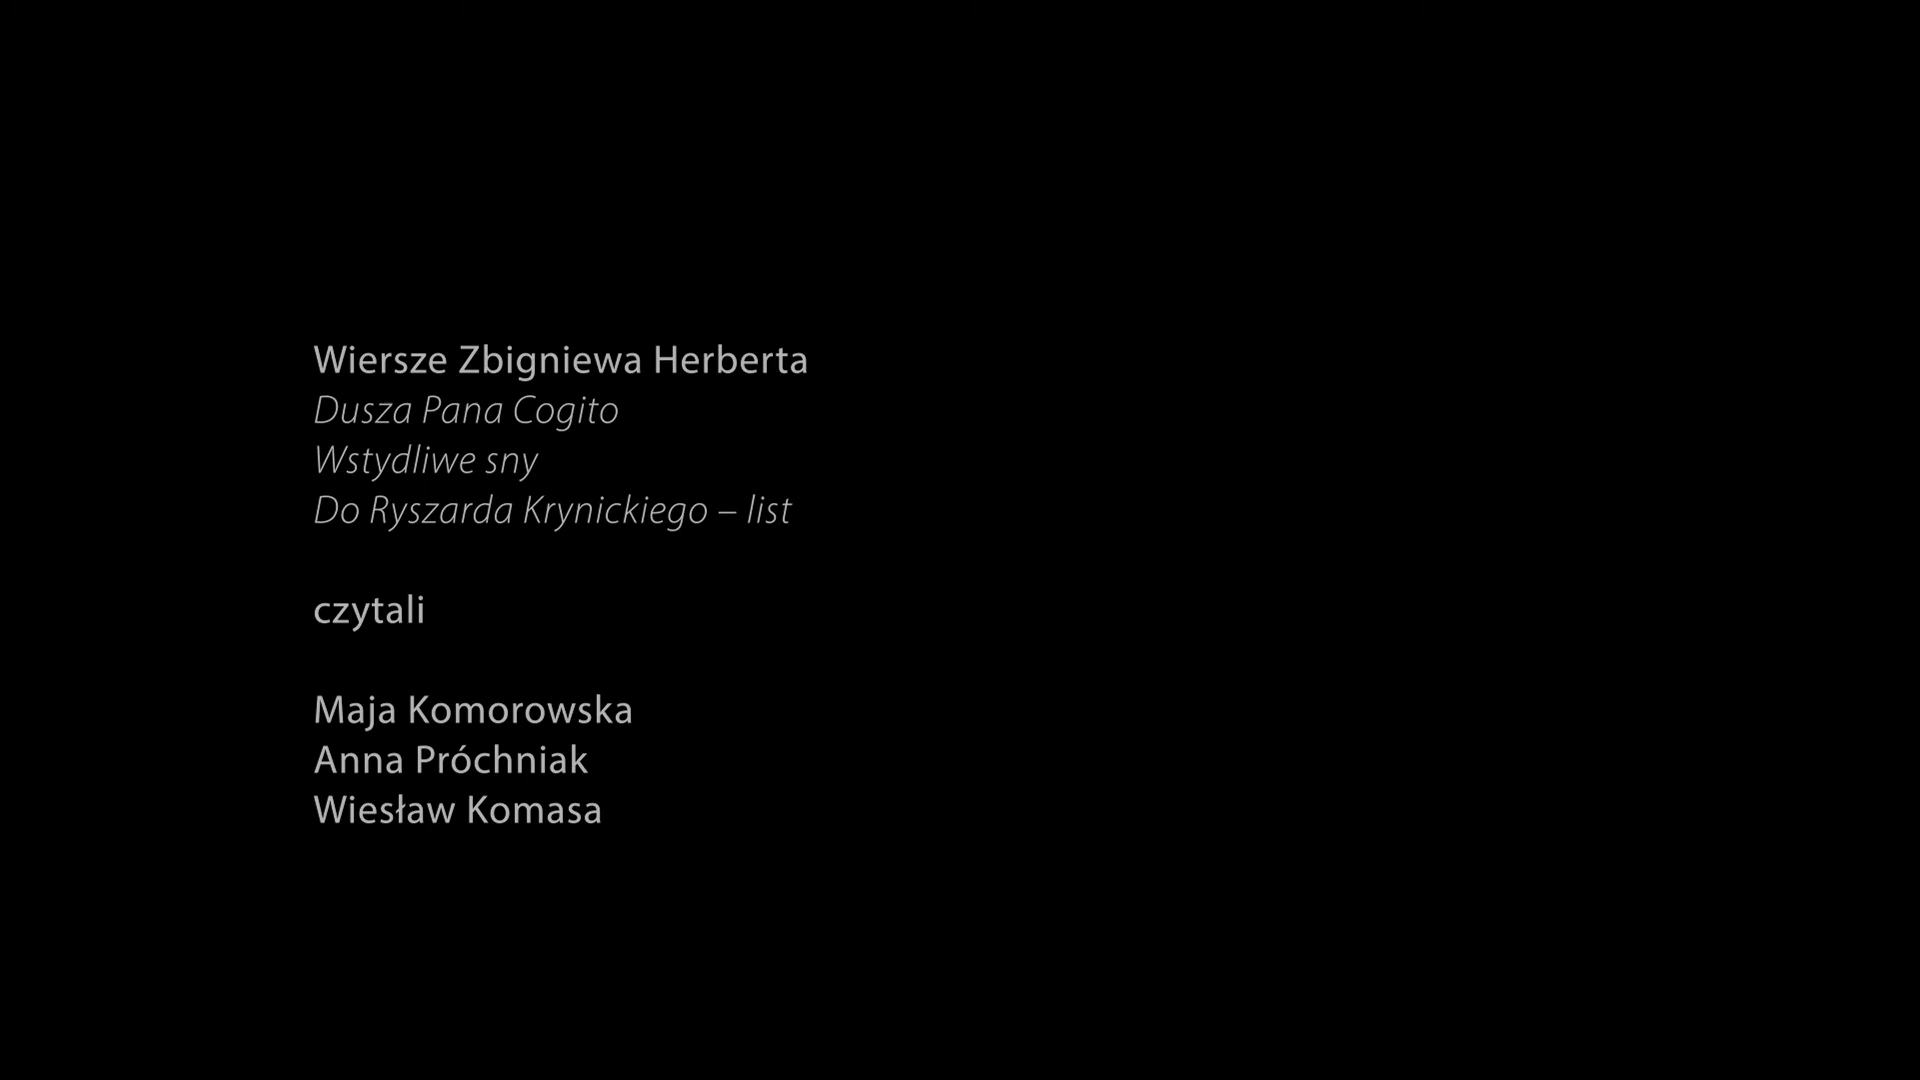 Wiersze Zbigniewa Herberta
Dusza Pana Cogito
Wstydliwe sny
Do Ryszarda Krynickiego – list
czytali
Maja Komorowska
Anna Próchniak
Wiesław Komasa